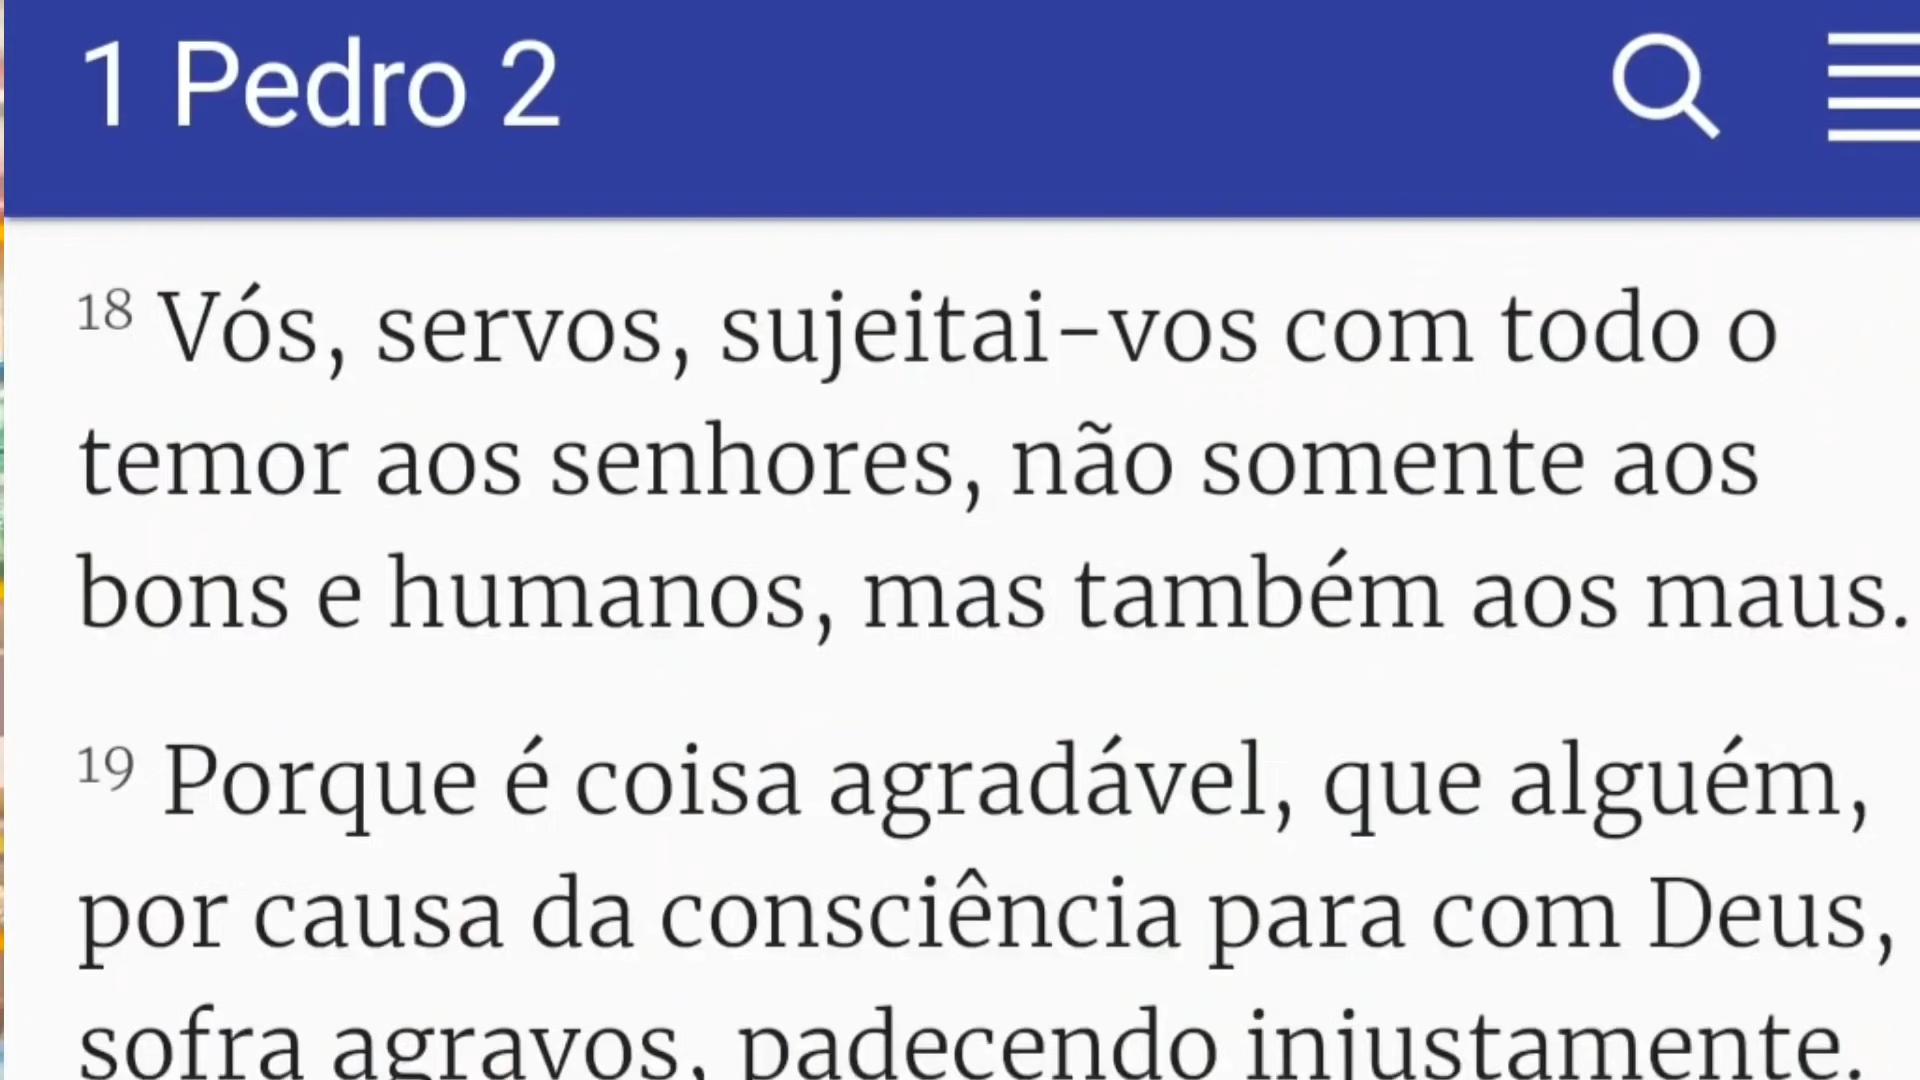 1 Pedro 2
18 Vós, servos, sujeitai-vos com todo o
temor aos senhores, não somente aos
bons e humanos, mas também aos maus.
19 Porque é coisa agradável, que alguém,
por causa da consciência para com Deus,
sofra agravos, padecendo injustamente.